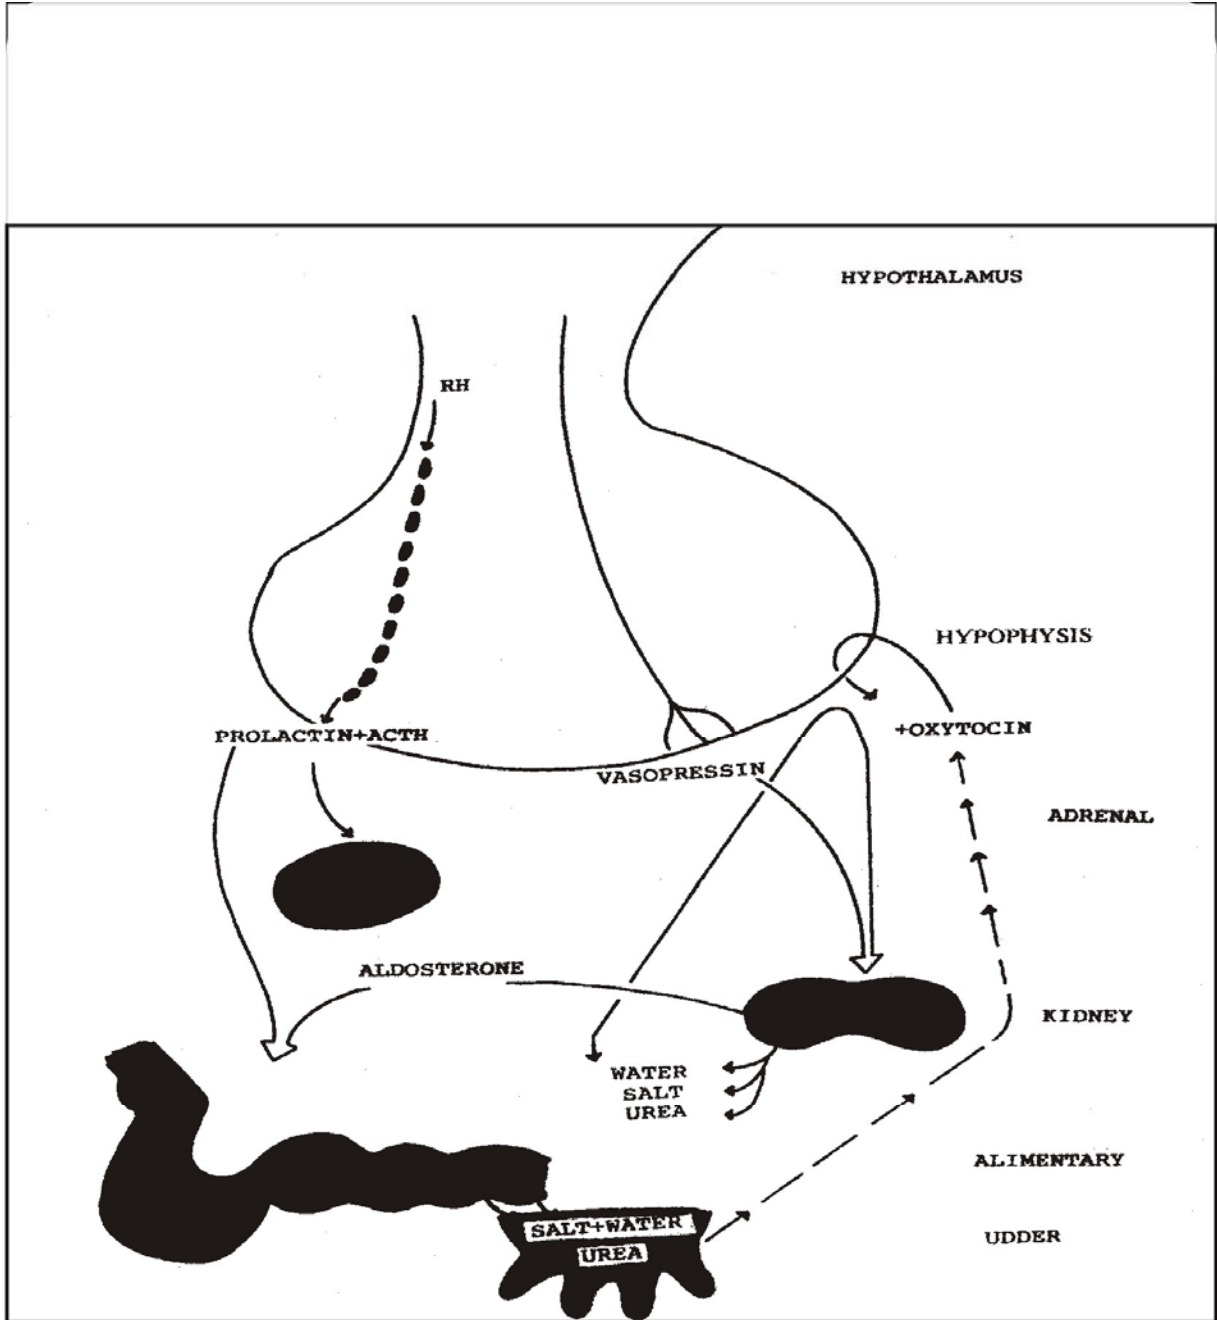 HYPOTHALAMUS
RH
HYPOPHYSIS
PROLACTIN+ACTH
+OXYTOCIN
VASOPRESSIN
ADRENAL
ALDOSTERONE
KIDNEY
WATER
SALT
UREA
ALIMENTARY
SALT+WATER
UREA
UDDER